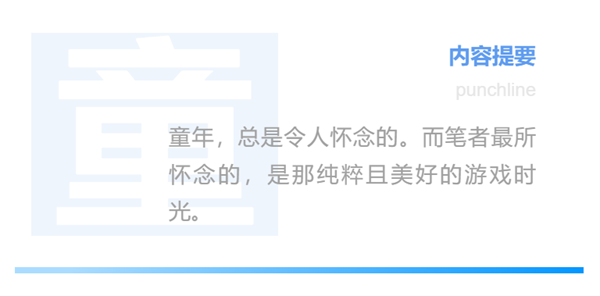 童
内容提要
punchline
童年，总是令人怀念的。而笔者最所
怀念的，是那纯粹且美好的游戏时
光。